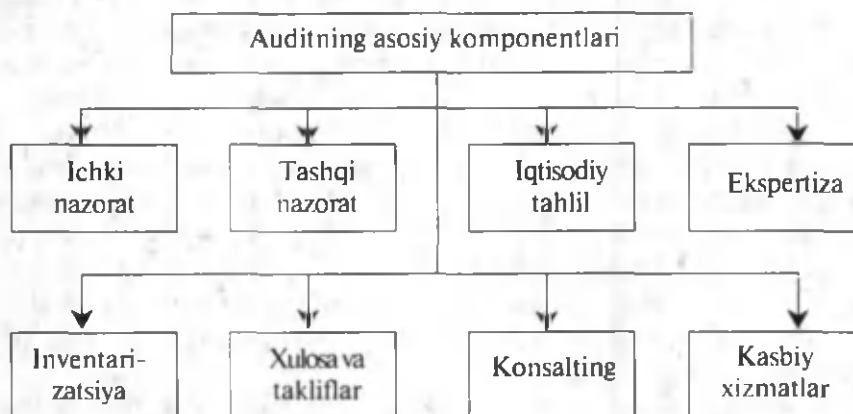 Auditning asosiy komponentlari
Ichki
nazorat
Tashqi
nazorat
Iqtisodiy
tahlil
Ekspertiza
Inventari-
zatsiya
Xulosa va
takliflar
Konsalting
Kasbiy
xizmatlar